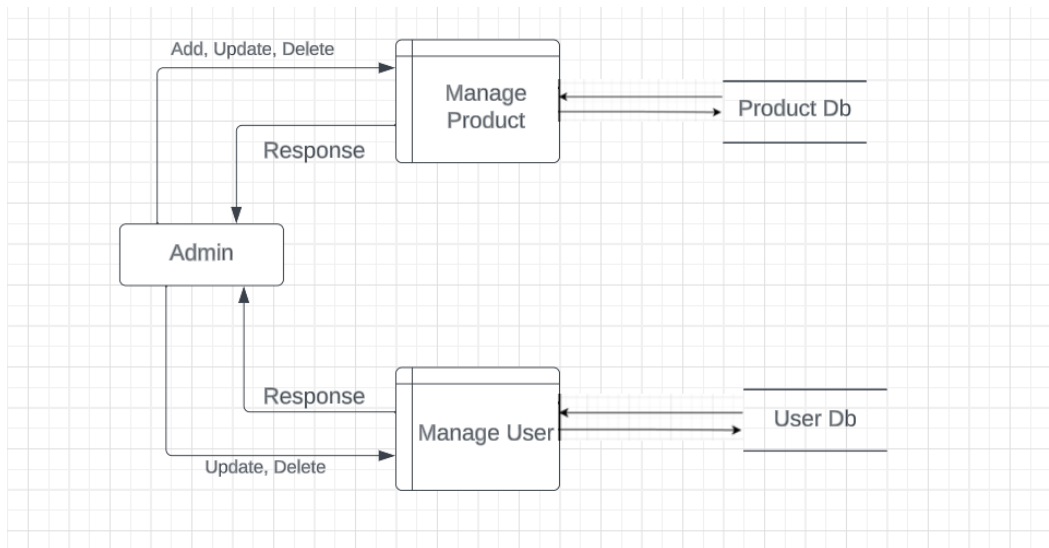 Add, Update, Delete
Manage
Product
Product Db
Response
Admin
Response
Manage User
User Db
Update, Delete